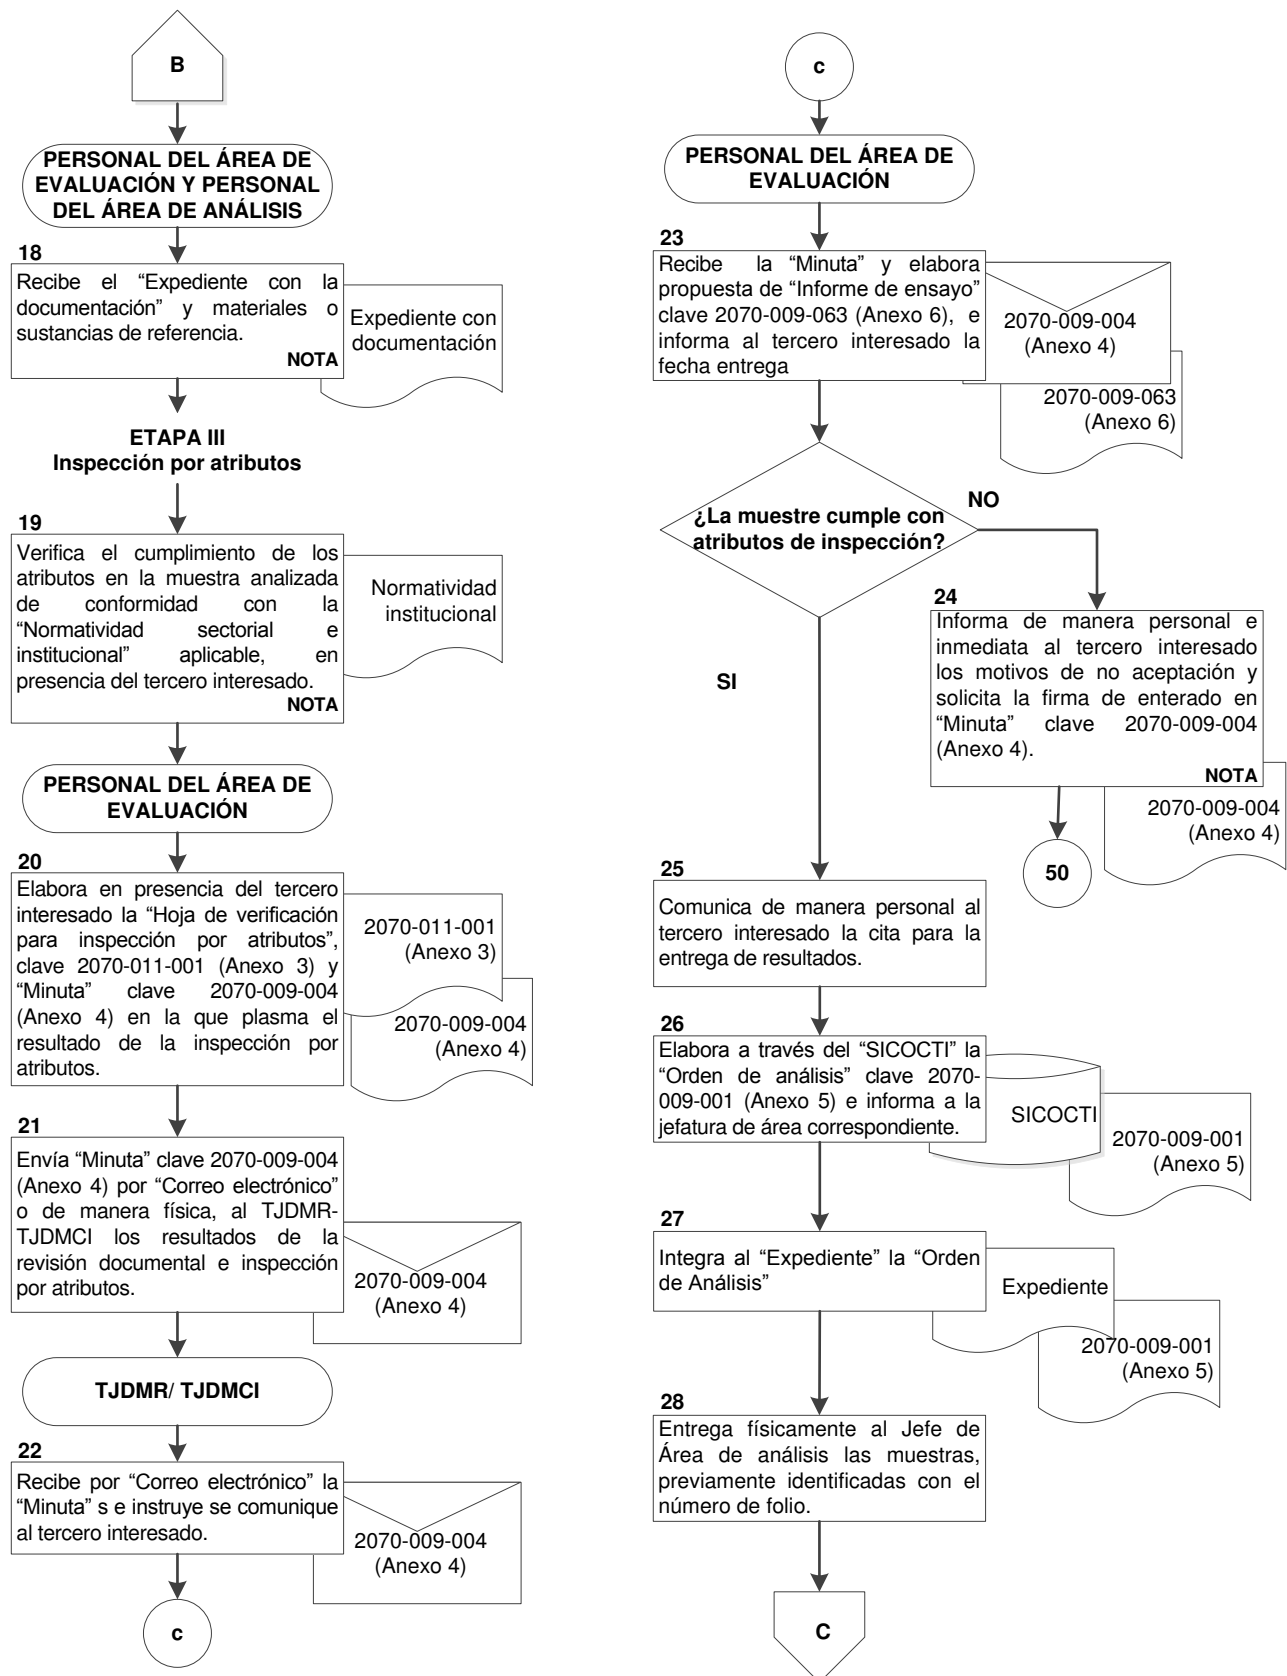 B
PERSONAL DEL ÁREA DE
EVALUACIÓN Y PERSONAL
DEL ÁREA DE ANÁLISIS
18
Recibe el “Expediente con la
documentación” y materiales o
sustancias de referencia.
NOTA
Expediente con
documentación
ETAPA III
Inspección por atributos
19
Verifica el cumplimiento de los
atributos en la muestra analizada
de conformidad con la
“Normatividad sectorial e
institucional” aplicable, en
presencia del tercero interesado.
NOTA
Normatividad
institucional
PERSONAL DEL ÁREA DE
EVALUACIÓN
20
Elabora en presencia del tercero
interesado la “Hoja de verificación
para inspección por atributos”,
clave 2070-011-001 (Anexo 3) y
“Minuta” clave 2070-009-004
(Anexo 4) en la que plasma el
resultado de la inspección por
atributos.
2070-011-001
(Anexo 3)
2070-009-004
(Anexo 4)
21
Envía “Minuta” clave 2070-009-004
(Anexo 4) por “Correo electrónico”
o de manera física, al TJDMR-
TJDMCI los resultados de la
revisión documental e inspección
por atributos.
2070-009-004
(Anexo 4)
TJDMR/ TJDMCI
22
Recibe por “Correo electrónico” la
“Minuta” s e instruye se comunique
al tercero interesado.
2070-009-004
(Anexo 4)
c
c
PERSONAL DEL ÁREA DE
EVALUACIÓN
23
Recibe la “Minuta” y elabora
propuesta de “Informe de ensayo”
clave 2070-009-063 (Anexo 6), e
informa al tercero interesado la
fecha entrega
2070-009-004
(Anexo 4)
2070-009-063
(Anexo 6)
¿La muestre cumple con
atributos de inspección?
NO
SI
24
Informa de manera personal e
inmediata al tercero interesado
los motivos de no aceptación y
solicita la firma de enterado en
“Minuta” clave 2070-009-004
(Anexo 4).
NOTA
2070-009-004
(Anexo 4)
50
25
Comunica de manera personal al
tercero interesado la cita para la
entrega de resultados.
26
Elabora a través del “SICOCTI” la
“Orden de análisis” clave 2070-
009-001 (Anexo 5) e informa a la
jefatura de área correspondiente.
SICOCTI
2070-009-001
(Anexo 5)
27
Integra al “Expediente” la “Orden
de Análisis”
Expediente
2070-009-001
(Anexo 5)
28
Entrega físicamente al Jefe de
Área de análisis las muestras,
previamente identificadas con el
número de folio.
C